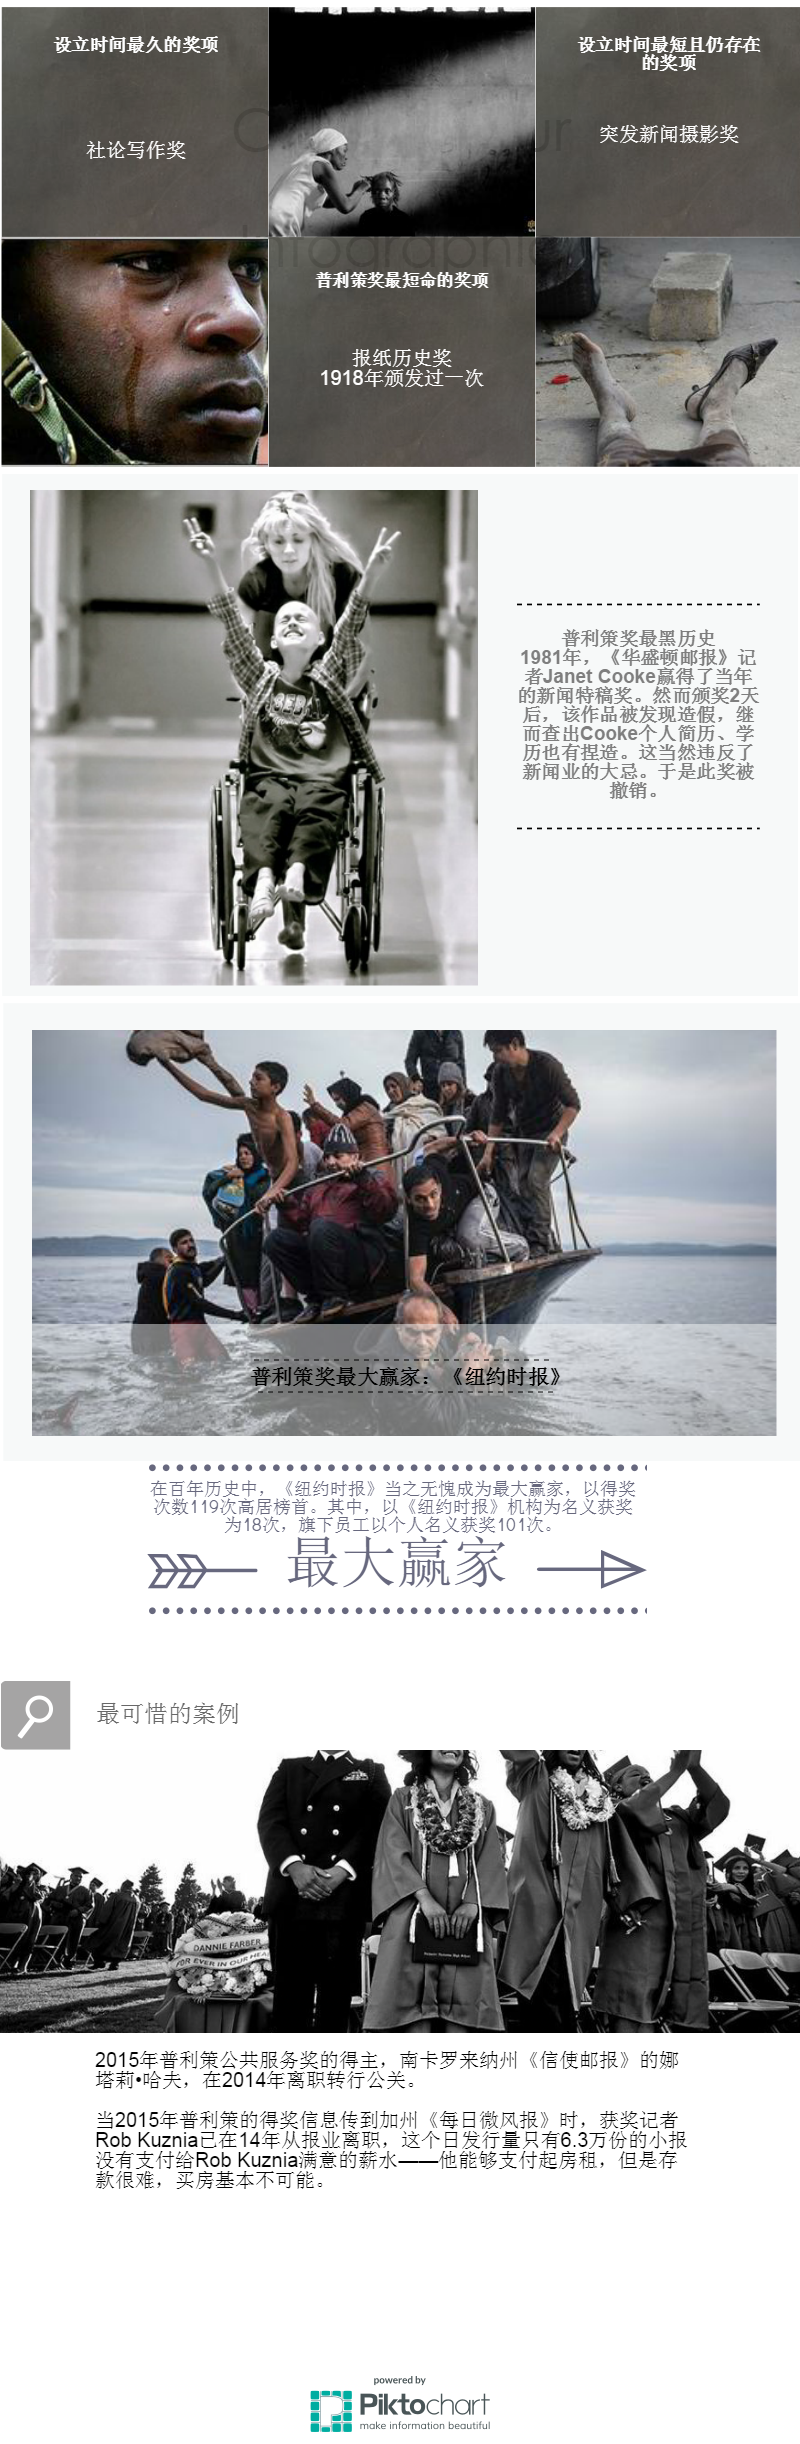 设立时间最久的奖项
社论写作奖
设立时间最短且仍存在
的奖项
突发新闻摄影奖
普利策奖最短命的奖项
报纸历史奖
1918年颁发过一次
普利策奖最黑历史
1981年，《华盛顿邮报》记
者Janet Cooke赢得了当年
的新闻特稿奖。然而颁奖2天
后，该作品被发现造假，继
而查出Cooke个人简历、学
历也有捏造。这当然违反了
新闻业的大忌。于是此奖被
撤销。
普利策奖最大赢家：《纽约时报》
在百年历史中，《纽约时报》当之无愧成为最大赢家，以得奖
次数119次高居榜首。其中，以《纽约时报》机构为名义获奖
为18次，旗下员工以个人名义获奖101次。
最大赢家
最可惜的案例
DANNIE FARBER
FOR EVER IN OUR HEA
2015年普利策公共服务奖的得主，南卡罗来纳州《信使邮报》的娜
塔莉•哈夫，在2014年离职转行公关。
当2015年普利策的得奖信息传到加州《每日微风报》时，获奖记者
Rob Kuznia已在14年从报业离职，这个日发行量只有6.3万份的小报
没有支付给Rob Kuznia满意的薪水——他能够支付起房租，但是存
款很难，买房基本不可能。
powered by
Piktochart
make information beautiful